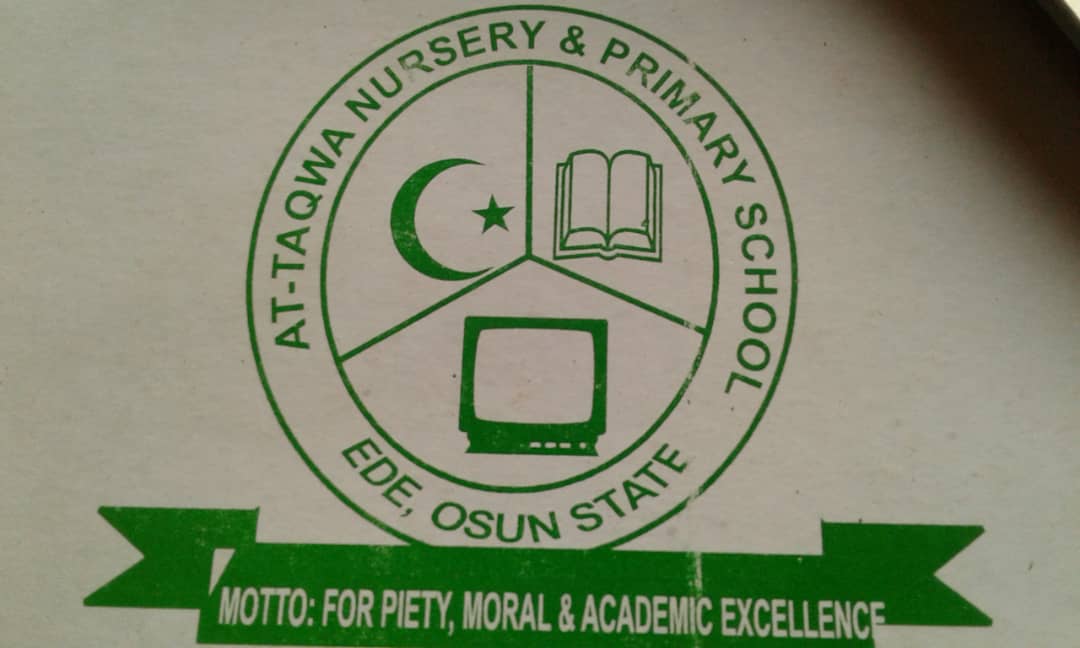 AT-TAQWA NURSERY & PRIMARY SCHOOL
EDE, OSUN STATE
MOTTO: FOR PIETY, MORAL & ACADEMIC EXCELLENCE